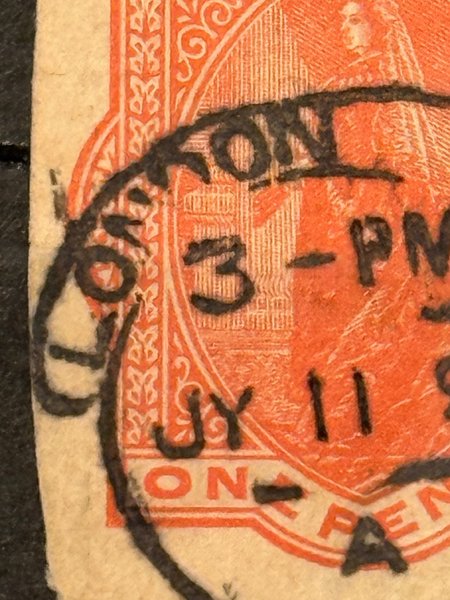 LONDON
3-PM
JY 11
ONE PEN
- A